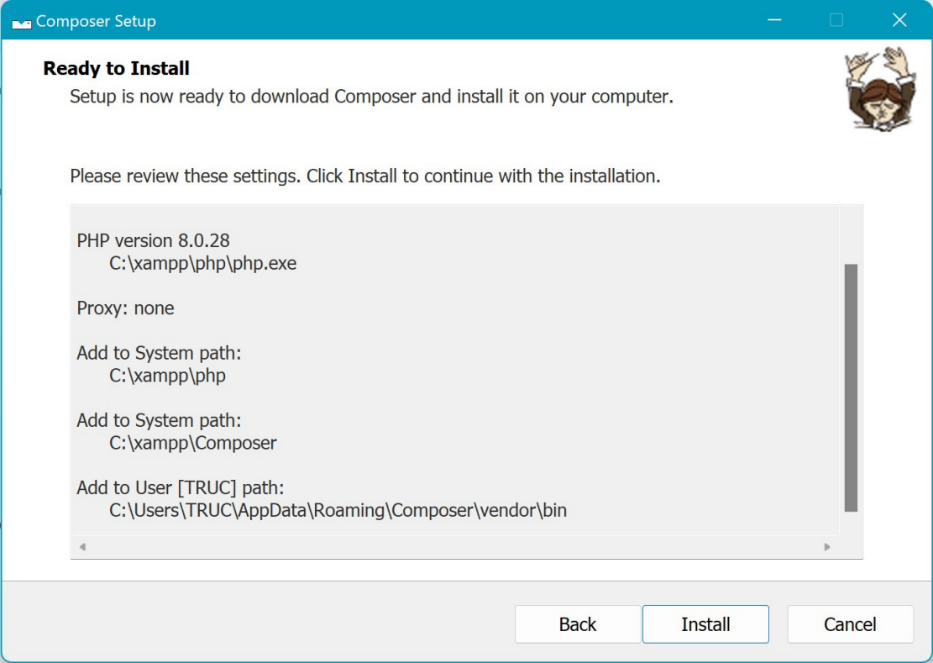 Composer Setup
Ready to Install
Setup is now ready to download Composer and install it on your computer.
Please review these settings. Click Install to continue with the installation.
PHP version 8.0.28
C:\xampp\php\php.exe
Proxy: none
Add to System path:
C:\xampp\php
Add to System path:
C:\xampp\Composer
Add to User [TRUC] path:
C:\Users\TRUC\AppData\Roaming\Composer\vendor\bin
Back
Install
Cancel